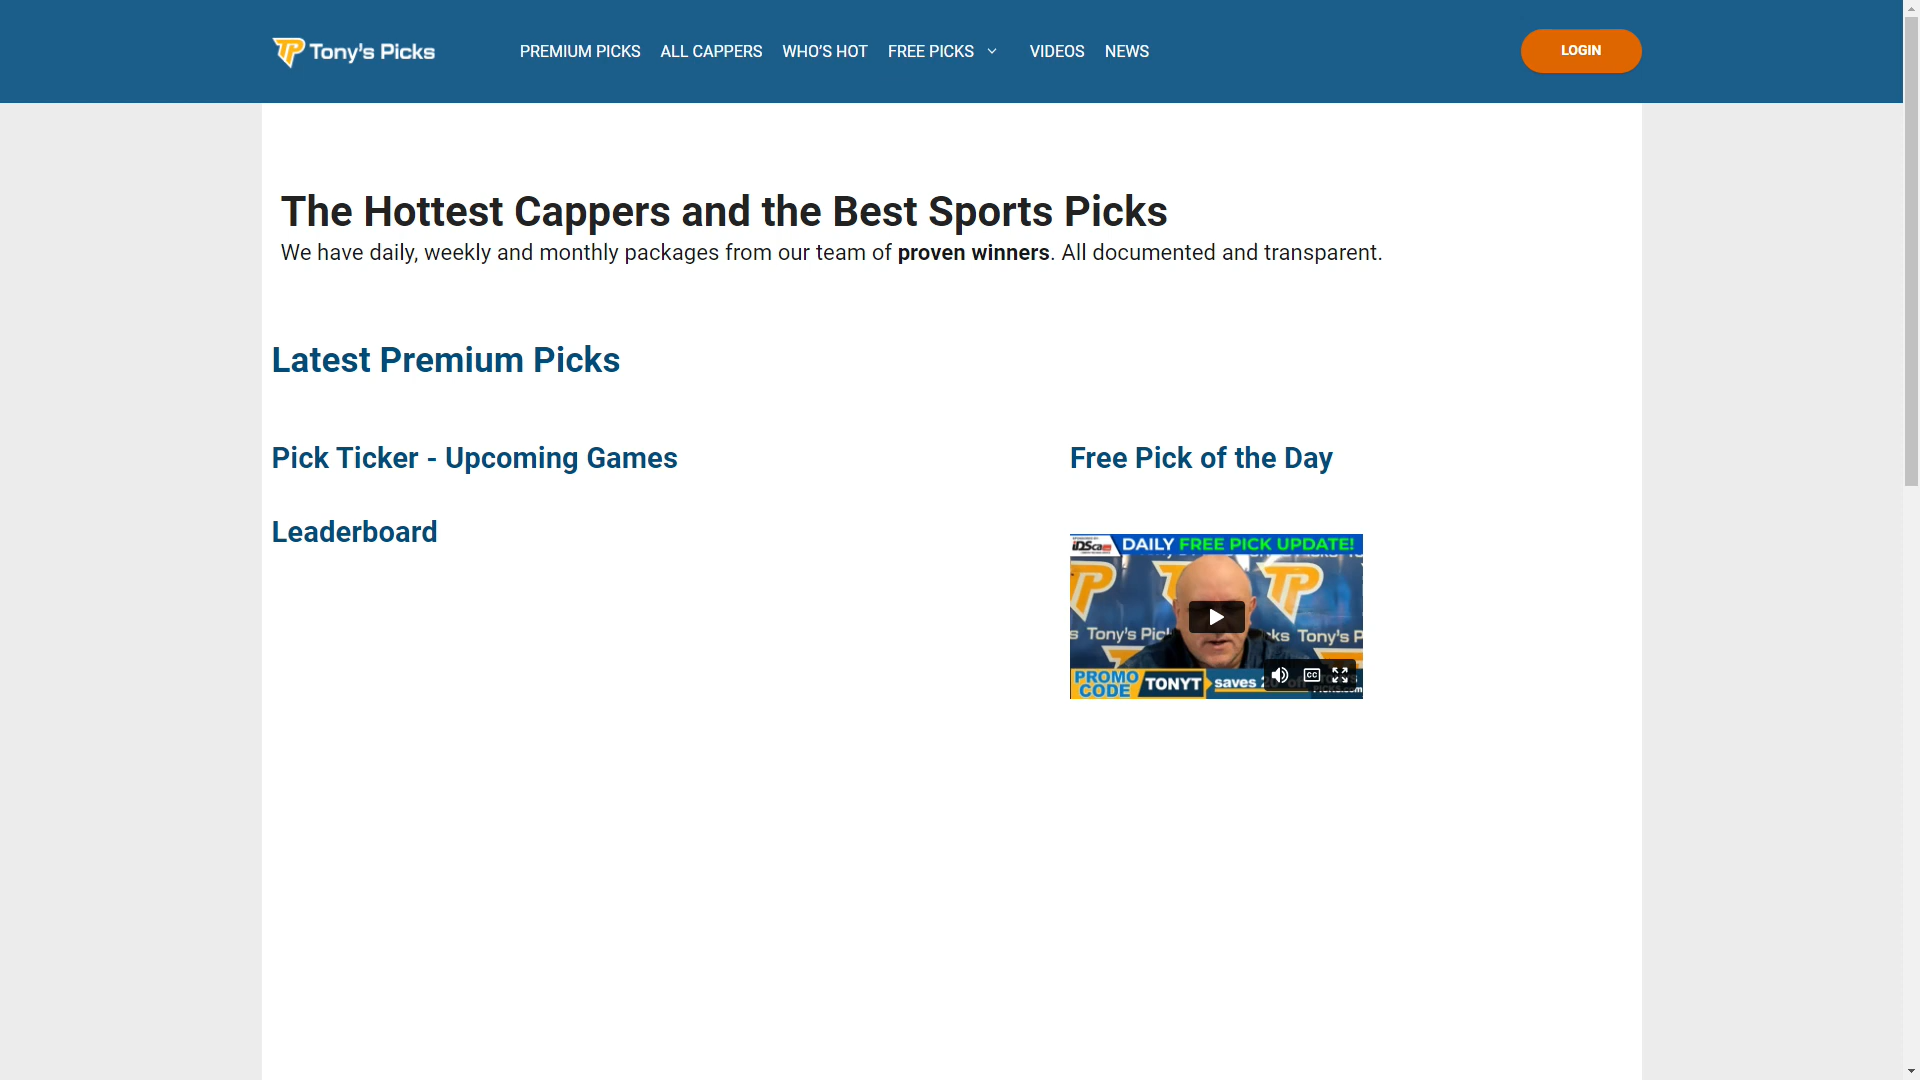 Tony's Picks
PREMIUM PICKS
ALL CAPPERS
WHO'S HOT
FREE PICKS
VIDEOS
NEWS
LOGIN
The Hottest Cappers and the Best Sports Picks
We have daily, weekly and monthly packages from our team of proven winners. All documented and transparent.
Latest Premium Picks
Pick Ticker - Upcoming Games
Free Pick of the Day
Leaderboard
DAILY FREE PICK UPDATE!
Tony's Pic
ks Tony's P
PROMO CODE TONYT saves